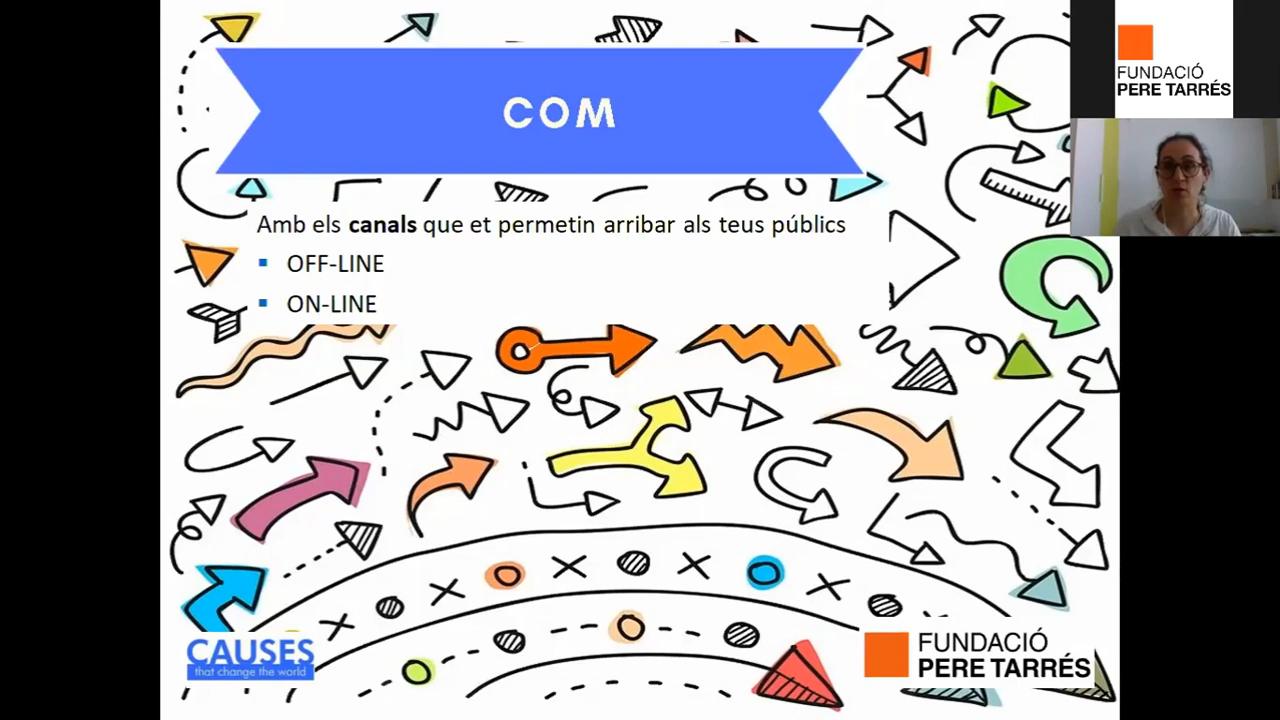 COM
Amb els canals que et permetin arribar als teus públics
▪ OFF-LINE
▪ ON-LINE
CAUSES
that change the world
FUNDACIÓ
PERE TARRÉS
FUNDACIÓ
PERE TARRÉS